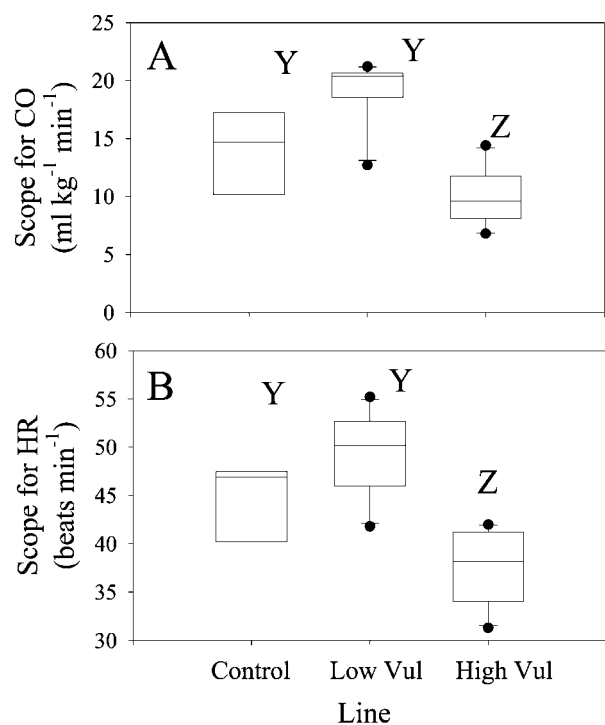 A
Y
Y
Z
Scope for CO
(ml kg⁻¹ min⁻¹)
25
20
15
10
5
0
B
Y
Y
Z
Scope for HR
(beats min⁻¹)
60
55
50
45
40
35
30
Control Low Vul High Vul
Line